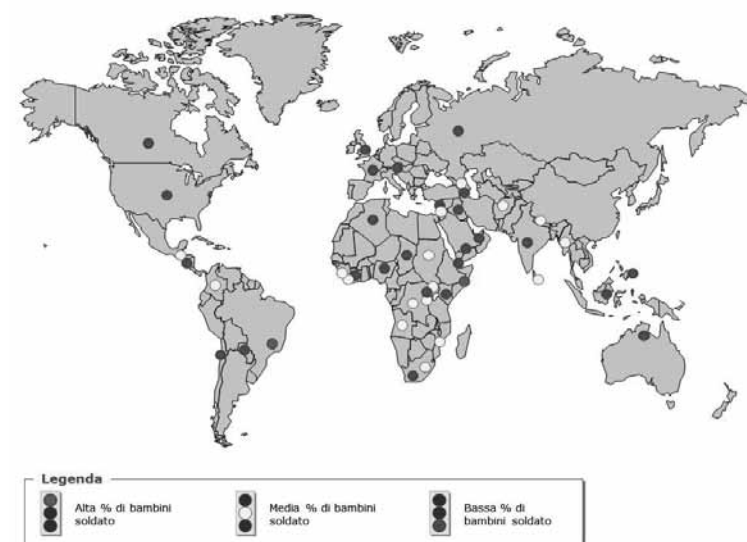 Legenda
Alta % di bambini
soldato
Media % di bambini
soldato
Bassa % di
bambini soldato